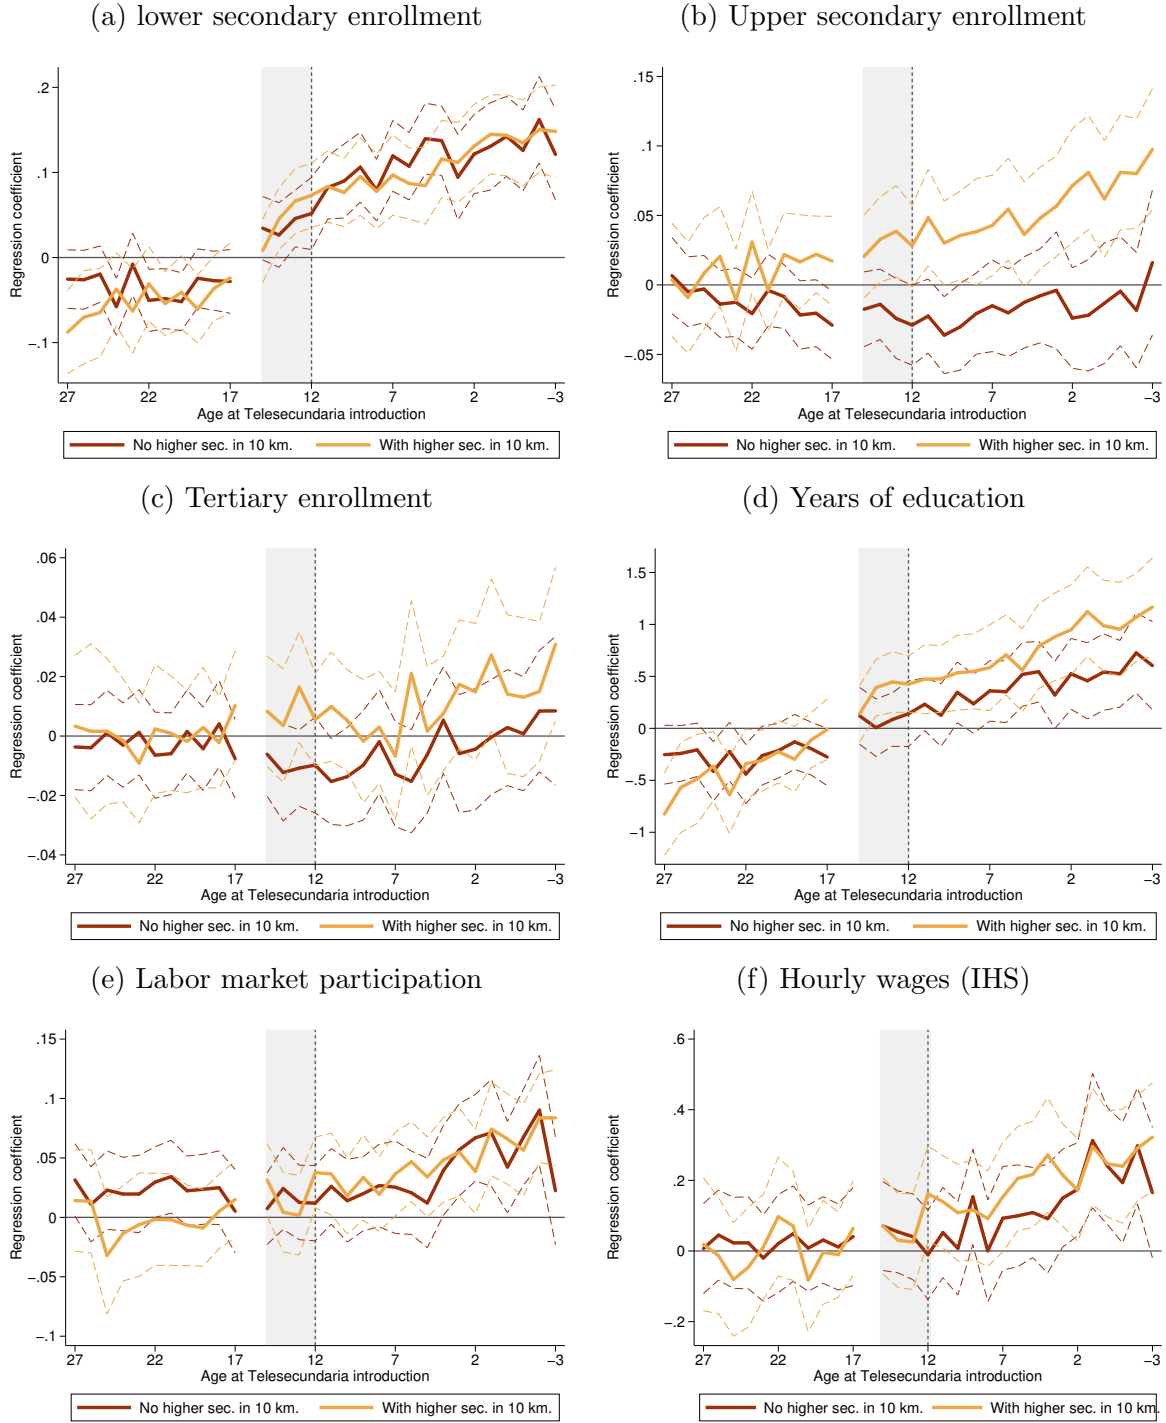 (a) lower secondary enrollment
(b) Upper secondary enrollment
.2
.1
0
-.1
Regression coefficient
27 22 17 12 7 2 -3
Age at Telesecundaria introduction
No higher sec. in 10 km. With higher sec. in 10 km.
.15
.1
.05
0
-.05
Regression coefficient
27 22 17 12 7 2 -3
Age at Telesecundaria introduction
No higher sec. in 10 km. With higher sec. in 10 km.
(c) Tertiary enrollment
(d) Years of education
.06
.04
.02
0
-.02
-.04
Regression coefficient
27 22 17 12 7 2 -3
Age at Telesecundaria introduction
No higher sec. in 10 km. With higher sec. in 10 km.
1.5
1
.5
0
-.5
-1
Regression coefficient
27 22 17 12 7 2 -3
Age at Telesecundaria introduction
No higher sec. in 10 km. With higher sec. in 10 km.
(e) Labor market participation
(f) Hourly wages (IHS)
.15
.1
.05
0
-.05
-.1
Regression coefficient
27 22 17 12 7 2 -3
Age at Telesecundaria introduction
No higher sec. in 10 km. With higher sec. in 10 km.
.6
.4
.2
0
-.2
Regression coefficient
27 22 17 12 7 2 -3
Age at Telesecundaria introduction
No higher sec. in 10 km. With higher sec. in 10 km.